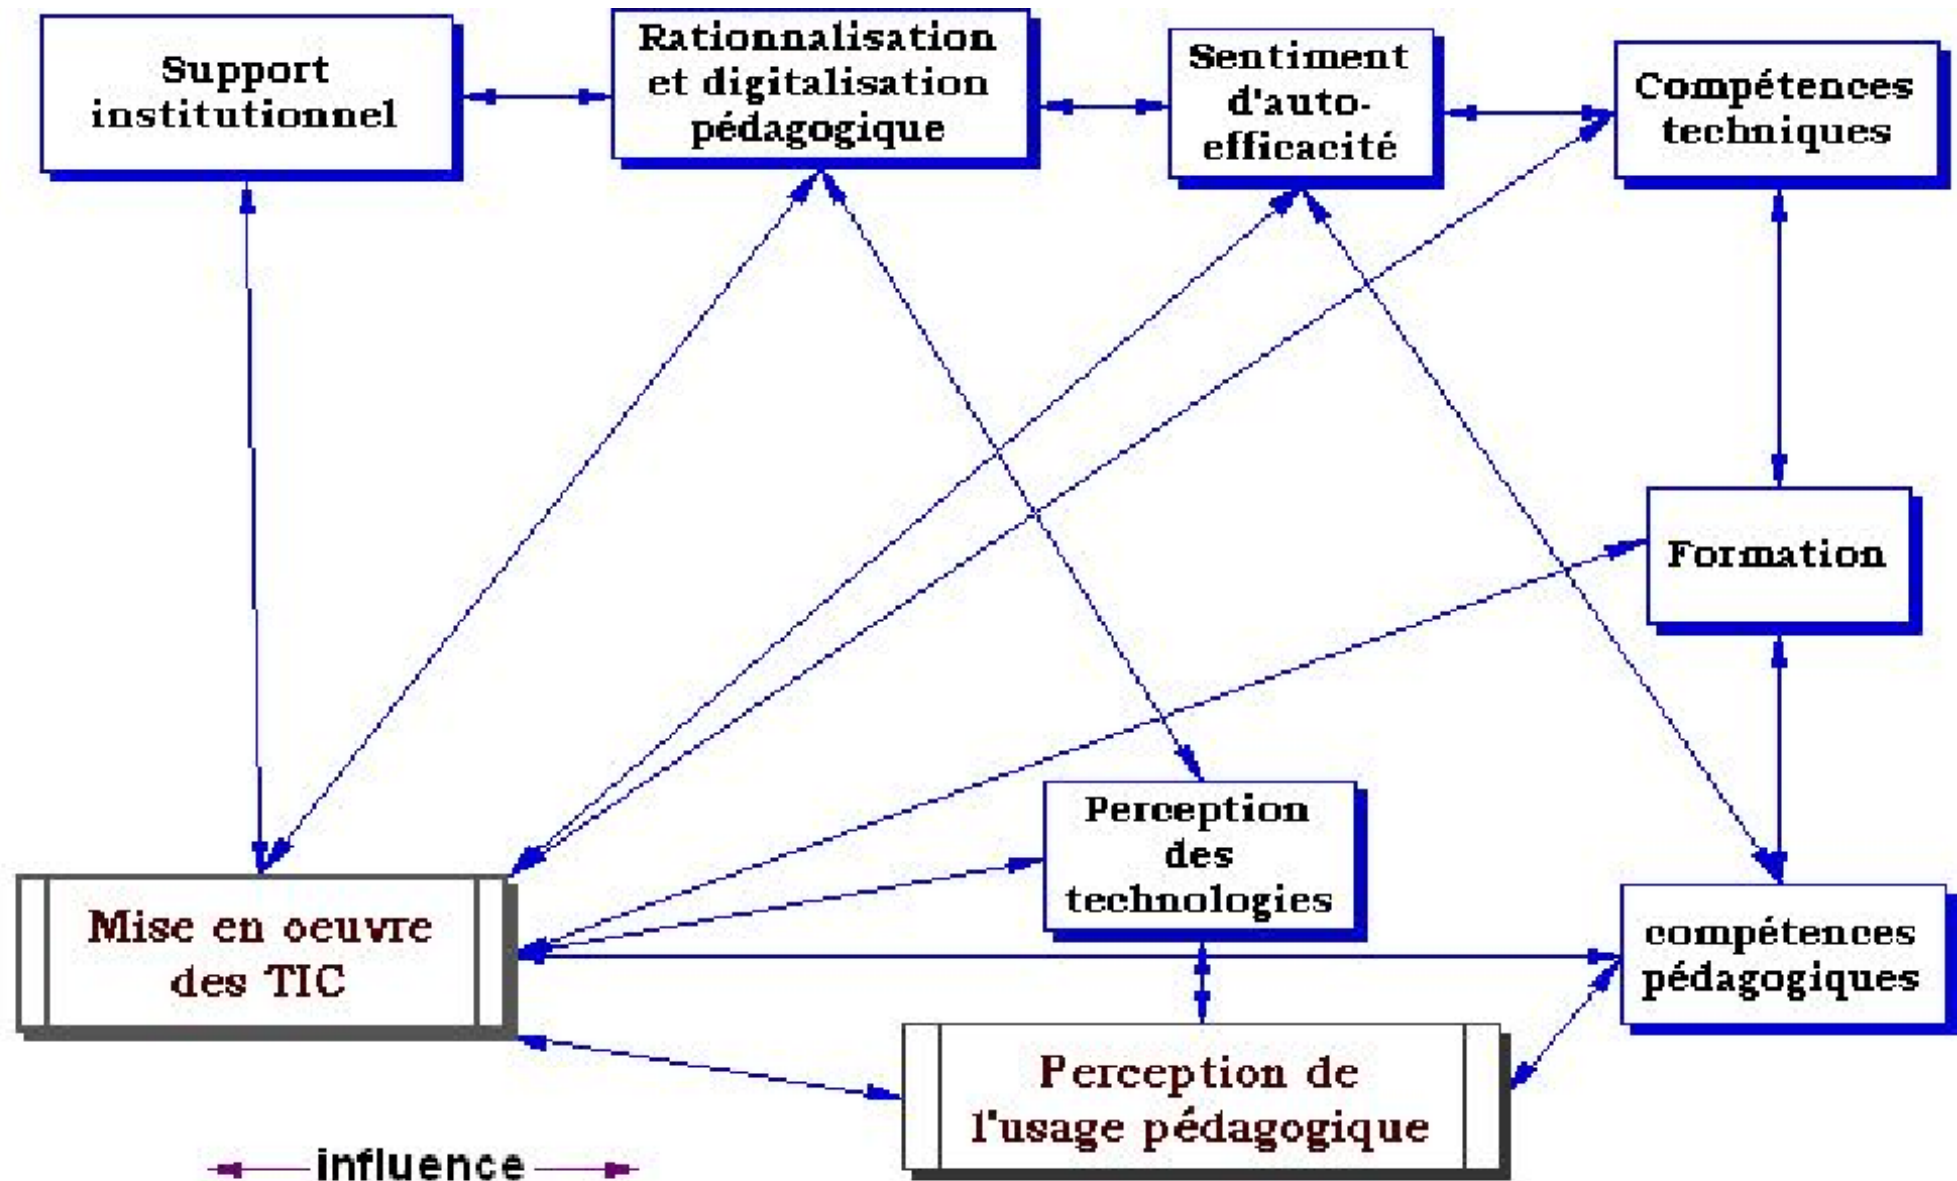 Support
institutionnel
Rationnalisation
et digitalisation
pédagogique
Sentiment
d'auto-
efficacité
Compétences
techniques
Formation
Perception
des
technologies
Mise en oeuvre
des TIC
compétences
pédagogiques
Perception de
l'usage pédagogique
influence